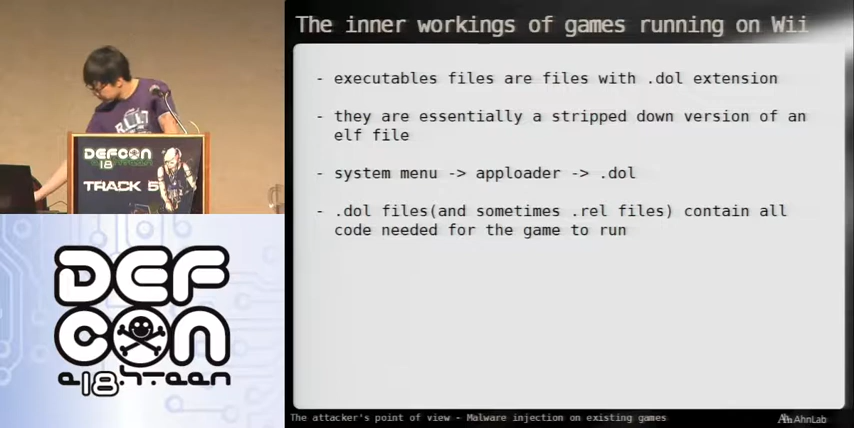 The inner workings of games running on Wii
- executables files are files with .dol extension
- they are essentially a stripped down version of an
elf file
- system menu -> apploader -> .dol
- .dol files(and sometimes .rel files) contain all
code needed for the game to run
The attacker's point of view - Malware injection on existing games
AhnLab
DEFCON
18
TRACK 5
DEF
CON
e18hteen